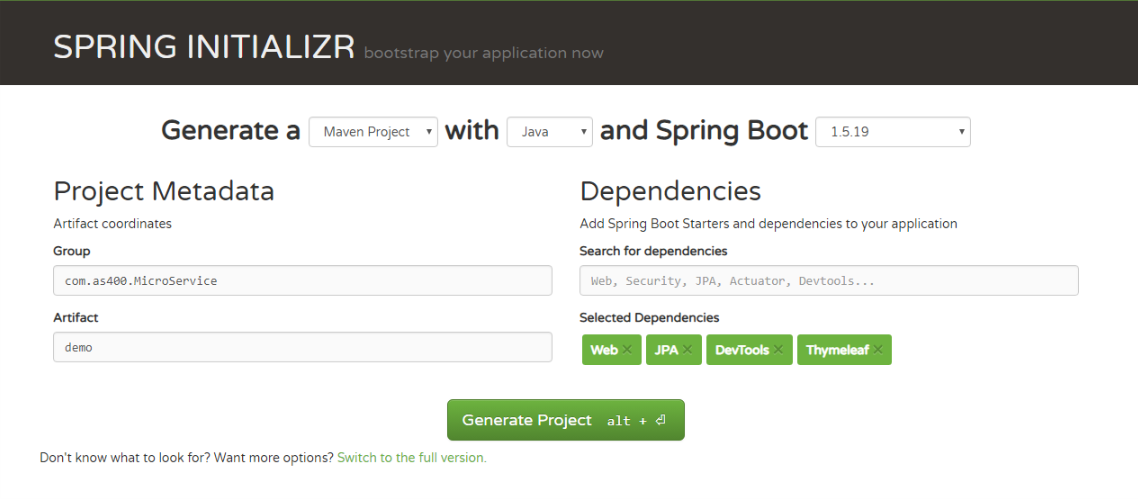 SPRING INITIALIZR bootstrap your application now
Generate a Maven Project with Java and Spring Boot 1.5.19
Project Metadata
Artifact coordinates
Group
com.as400.MicroService
Artifact
demo
Dependencies
Add Spring Boot Starters and dependencies to your application
Search for dependencies
Web, Security, JPA, Actuator, Devtools...
Selected Dependencies
Web × JPA × DevTools × Thymeleaf ×
Generate Project alt + ⏎
Don't know what to look for? Want more options? Switch to the full version.